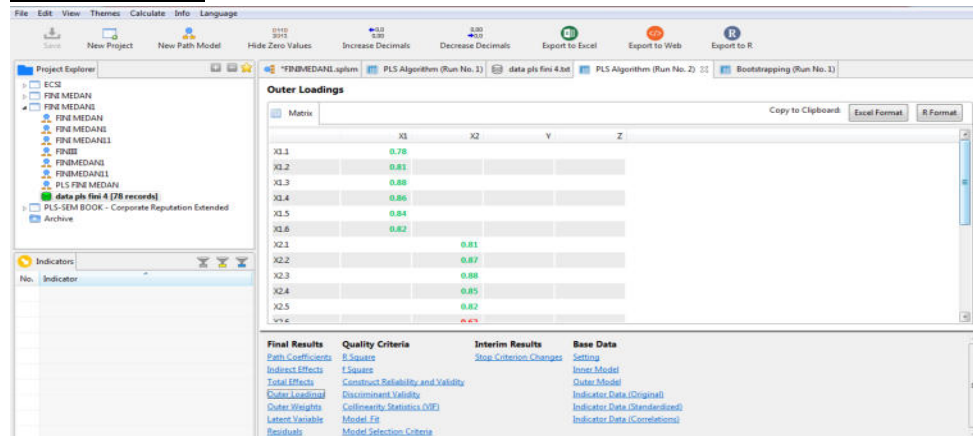 File Edit View Themes Calculate Info Language
Save New Project New Path Model Hide Zero Values Increase Decimals Decrease Decimals Export to Excel Export to Web Export to R
Project Explorer
ECSI
FINI MEDAN
FINI MEDAN1
FINI MEDAN
FINI MEDAN1
FINI MEDAN11
FINIIII
FINIMEDAN1
FINIMEDAN11
PLS FINI MEDAN
data pls fini 4 [78 records]
PLS-SEM BOOK - Corporate Reputation Extended
Archive
Indicators
No. Indicator
*FINIMEDAN1.splsm PLS Algorithm (Run No. 1) data pls fini 4.txt PLS Algorithm (Run No. 2) Bootstrapping (Run No. 1)
Outer Loadings
Matrix Copy to Clipboard: Excel Format R Format
X1 X2 Y Z
X1.1 0.78
X1.2 0.81
X1.3 0.88
X1.4 0.86
X1.5 0.84
X1.6 0.82
X2.1 0.81
X2.2 0.87
X2.3 0.88
X2.4 0.85
X2.5 0.82
X2.6 0.62
Final Results Quality Criteria Interim Results Base Data
Path Coefficients R Square Stop Criterion Changes Setting
Indirect Effects f Square Inner Model
Total Effects Construct Reliability and Validity Outer Model
Outer Loadings Discriminant Validity Indicator Data (Original)
Outer Weights Collinearity Statistics (VIF) Indicator Data (Standardized)
Latent Variable Model_Fit Indicator Data (Correlations)
Residuals Model Selection Criteria